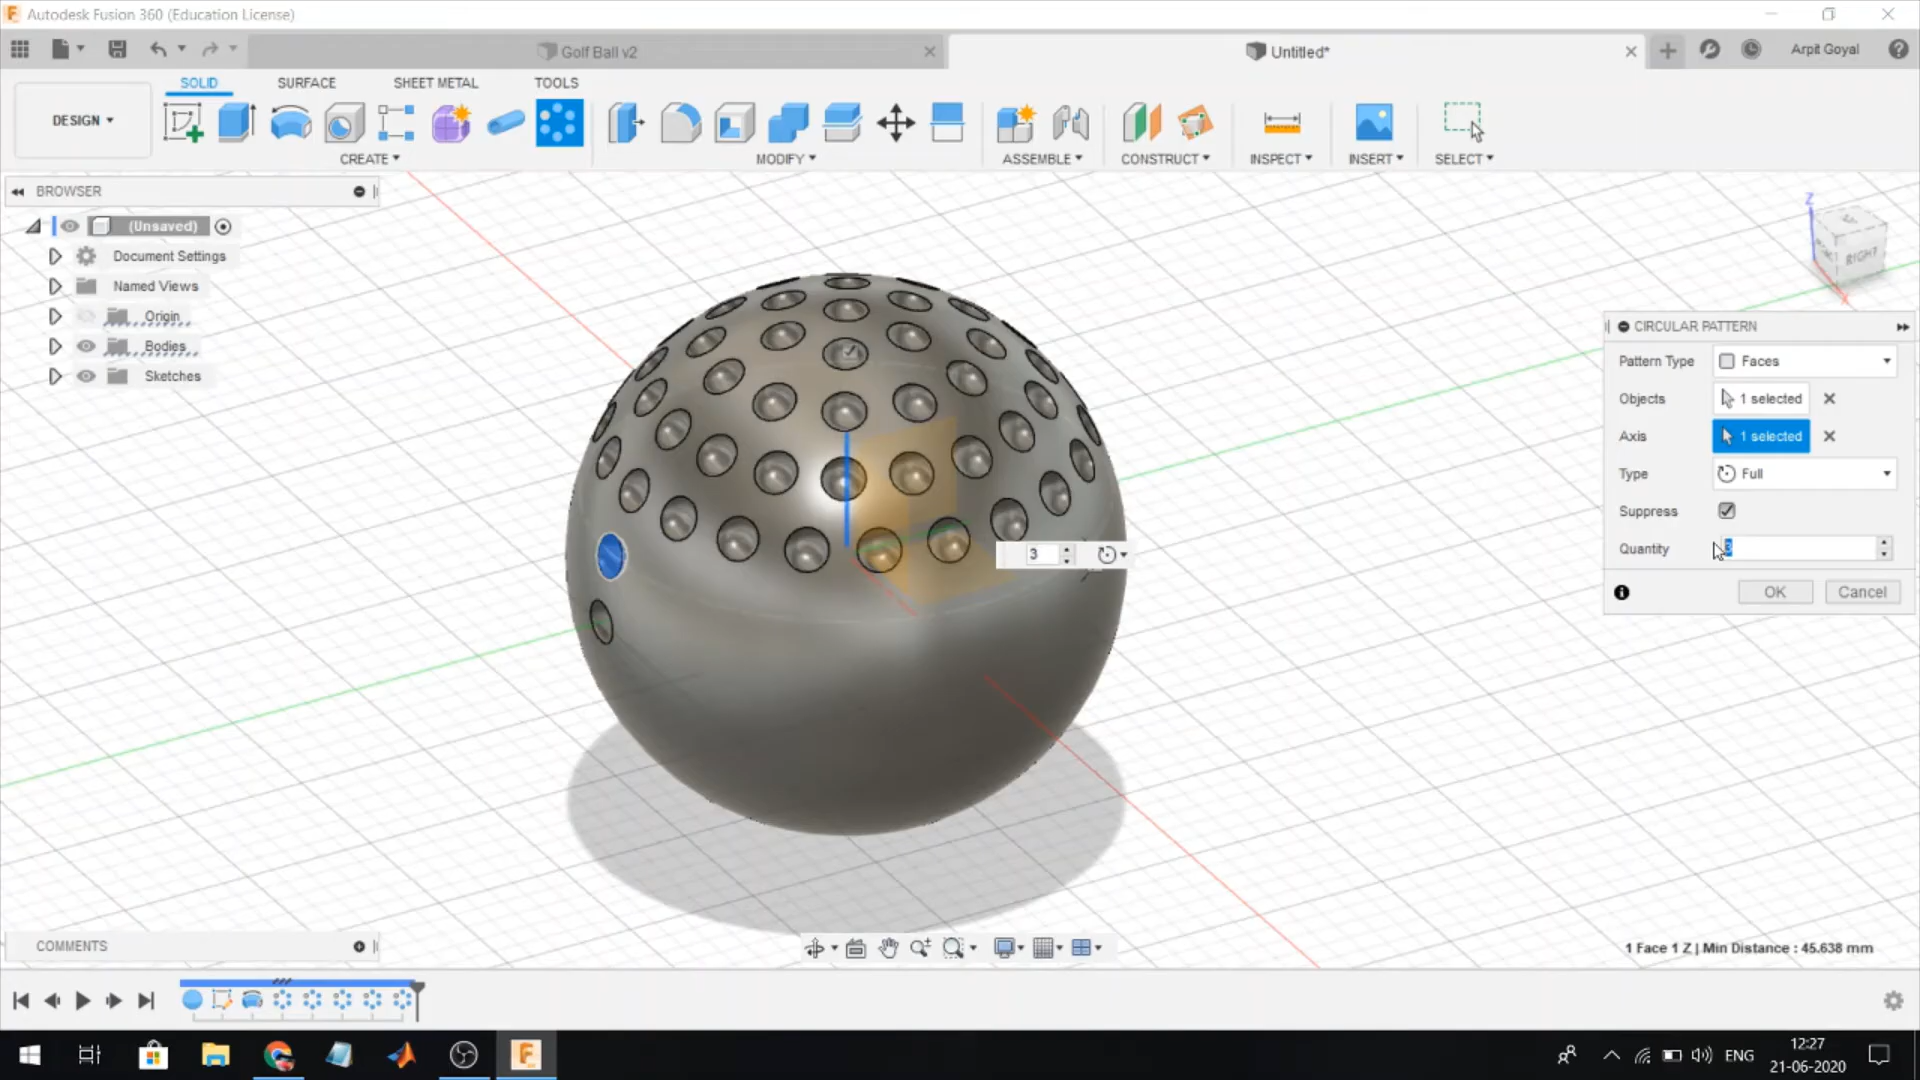 Autodesk Fusion 360 (Education License)
Golf Ball v2
Untitled*
Arpit Goyal
DESIGN
SOLID
SURFACE
SHEET METAL
TOOLS
CREATE
MODIFY
ASSEMBLE
CONSTRUCT
INSPECT
INSERT
SELECT
BROWSER
(Unsaved)
Document Settings
Named Views
Origin
Bodies
Sketches
Z
RIGHT
X
CIRCULAR PATTERN
Pattern Type
Faces
Objects
1 selected
Axis
1 selected
Type
Full
Suppress
Quantity
3
OK
Cancel
3
COMMENTS
1 Face 1 Z | Min Distance : 45.638 mm
ENG
12:27
21-06-2020